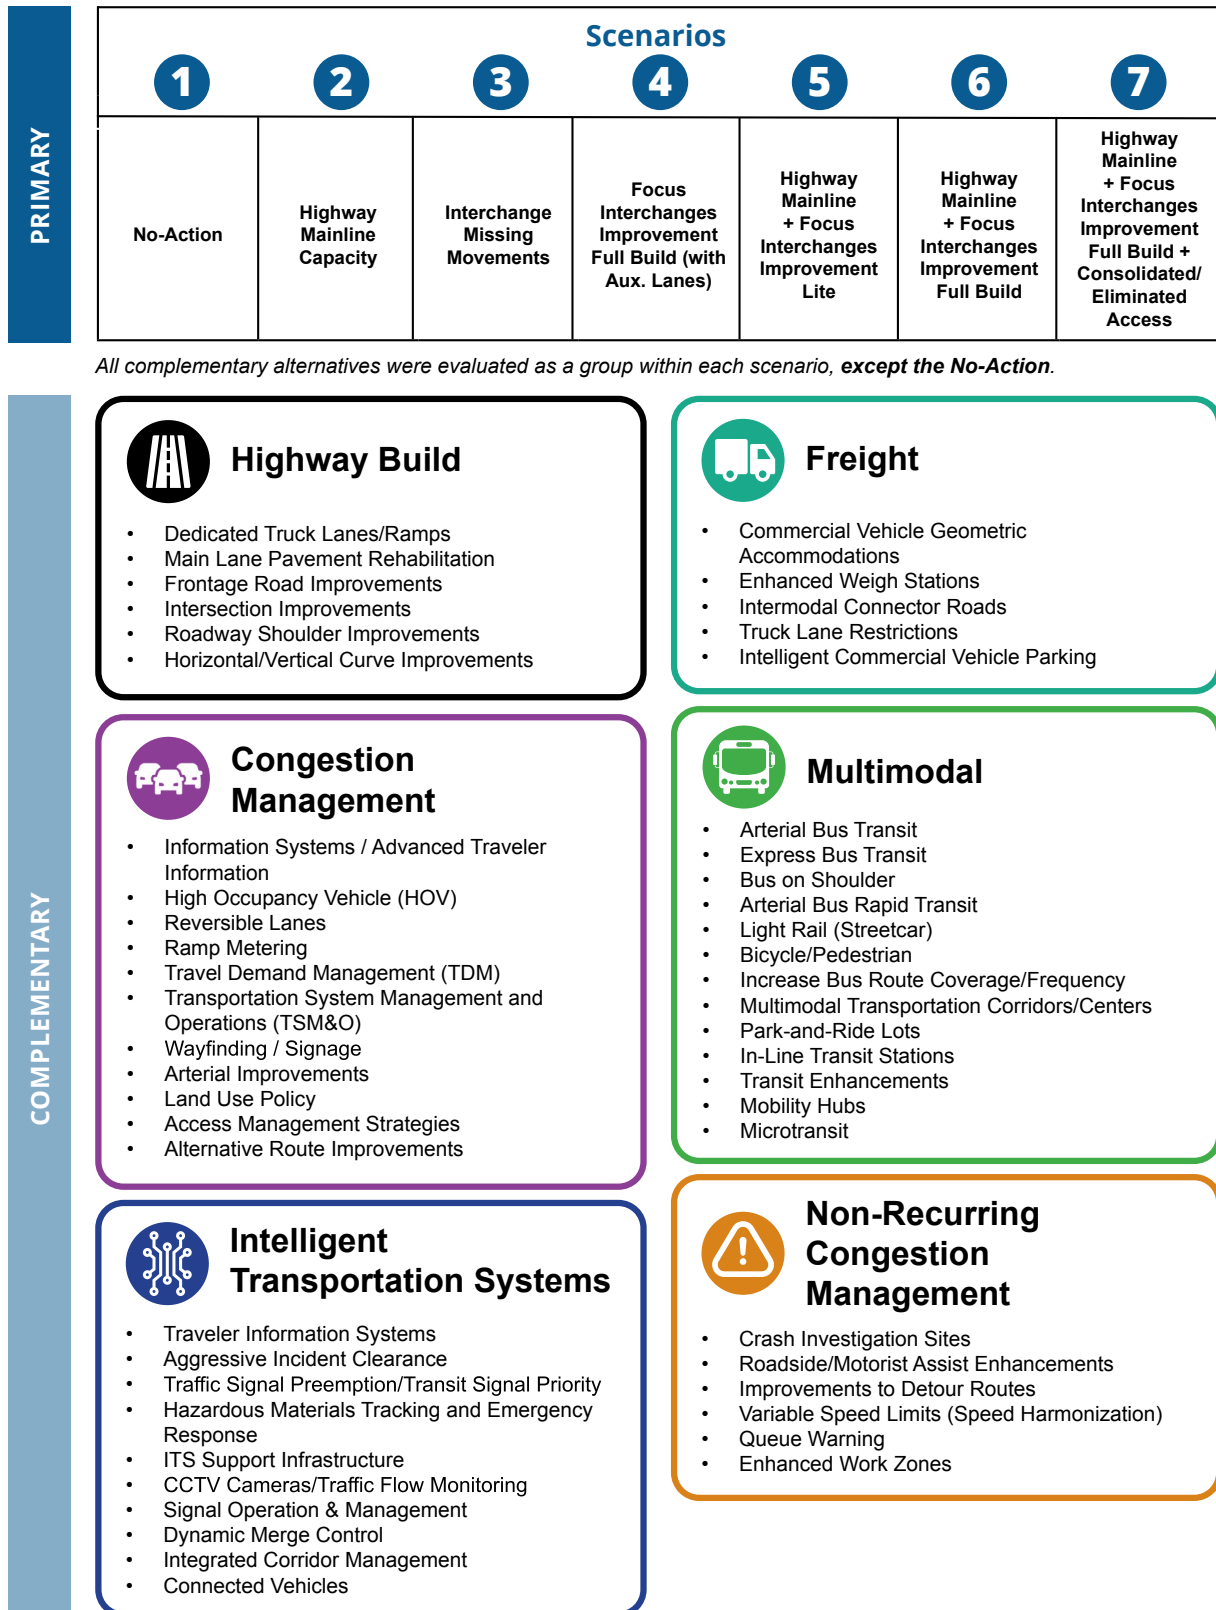 PRIMARY
Scenarios
1 2 3 4 5 6 7
No-Action
Highway
Mainline
Capacity
Interchange
Missing
Movements
Focus
Interchanges
Improvement
Full Build (with
Aux. Lanes)
Highway
Mainline
+ Focus
Interchanges
Improvement
Lite
Highway
Mainline
+ Focus
Interchanges
Improvement
Full Build
Highway
Mainline
+ Focus
Interchanges
Improvement
Full Build +
Consolidated/
Eliminated
Access
All complementary alternatives were evaluated as a group within each scenario, except the No-Action.
COMPLEMENTARY
Highway Build
• Dedicated Truck Lanes/Ramps
• Main Lane Pavement Rehabilitation
• Frontage Road Improvements
• Intersection Improvements
• Roadway Shoulder Improvements
• Horizontal/Vertical Curve Improvements
Freight
• Commercial Vehicle Geometric
Accommodations
• Enhanced Weigh Stations
• Intermodal Connector Roads
• Truck Lane Restrictions
• Intelligent Commercial Vehicle Parking
Congestion
Management
• Information Systems / Advanced Traveler
Information
• High Occupancy Vehicle (HOV)
• Reversible Lanes
• Ramp Metering
• Travel Demand Management (TDM)
• Transportation System Management and
Operations (TSM&O)
• Wayfinding / Signage
• Arterial Improvements
• Land Use Policy
• Access Management Strategies
• Alternative Route Improvements
Multimodal
• Arterial Bus Transit
• Express Bus Transit
• Bus on Shoulder
• Arterial Bus Rapid Transit
• Light Rail (Streetcar)
• Bicycle/Pedestrian
• Increase Bus Route Coverage/Frequency
• Multimodal Transportation Corridors/Centers
• Park-and-Ride Lots
• In-Line Transit Stations
• Transit Enhancements
• Mobility Hubs
• Microtransit
Intelligent
Transportation Systems
• Traveler Information Systems
• Aggressive Incident Clearance
• Traffic Signal Preemption/Transit Signal Priority
• Hazardous Materials Tracking and Emergency
Response
• ITS Support Infrastructure
• CCTV Cameras/Traffic Flow Monitoring
• Signal Operation & Management
• Dynamic Merge Control
• Integrated Corridor Management
• Connected Vehicles
Non-Recurring
Congestion
Management
• Crash Investigation Sites
• Roadside/Motorist Assist Enhancements
• Improvements to Detour Routes
• Variable Speed Limits (Speed Harmonization)
• Queue Warning
• Enhanced Work Zones